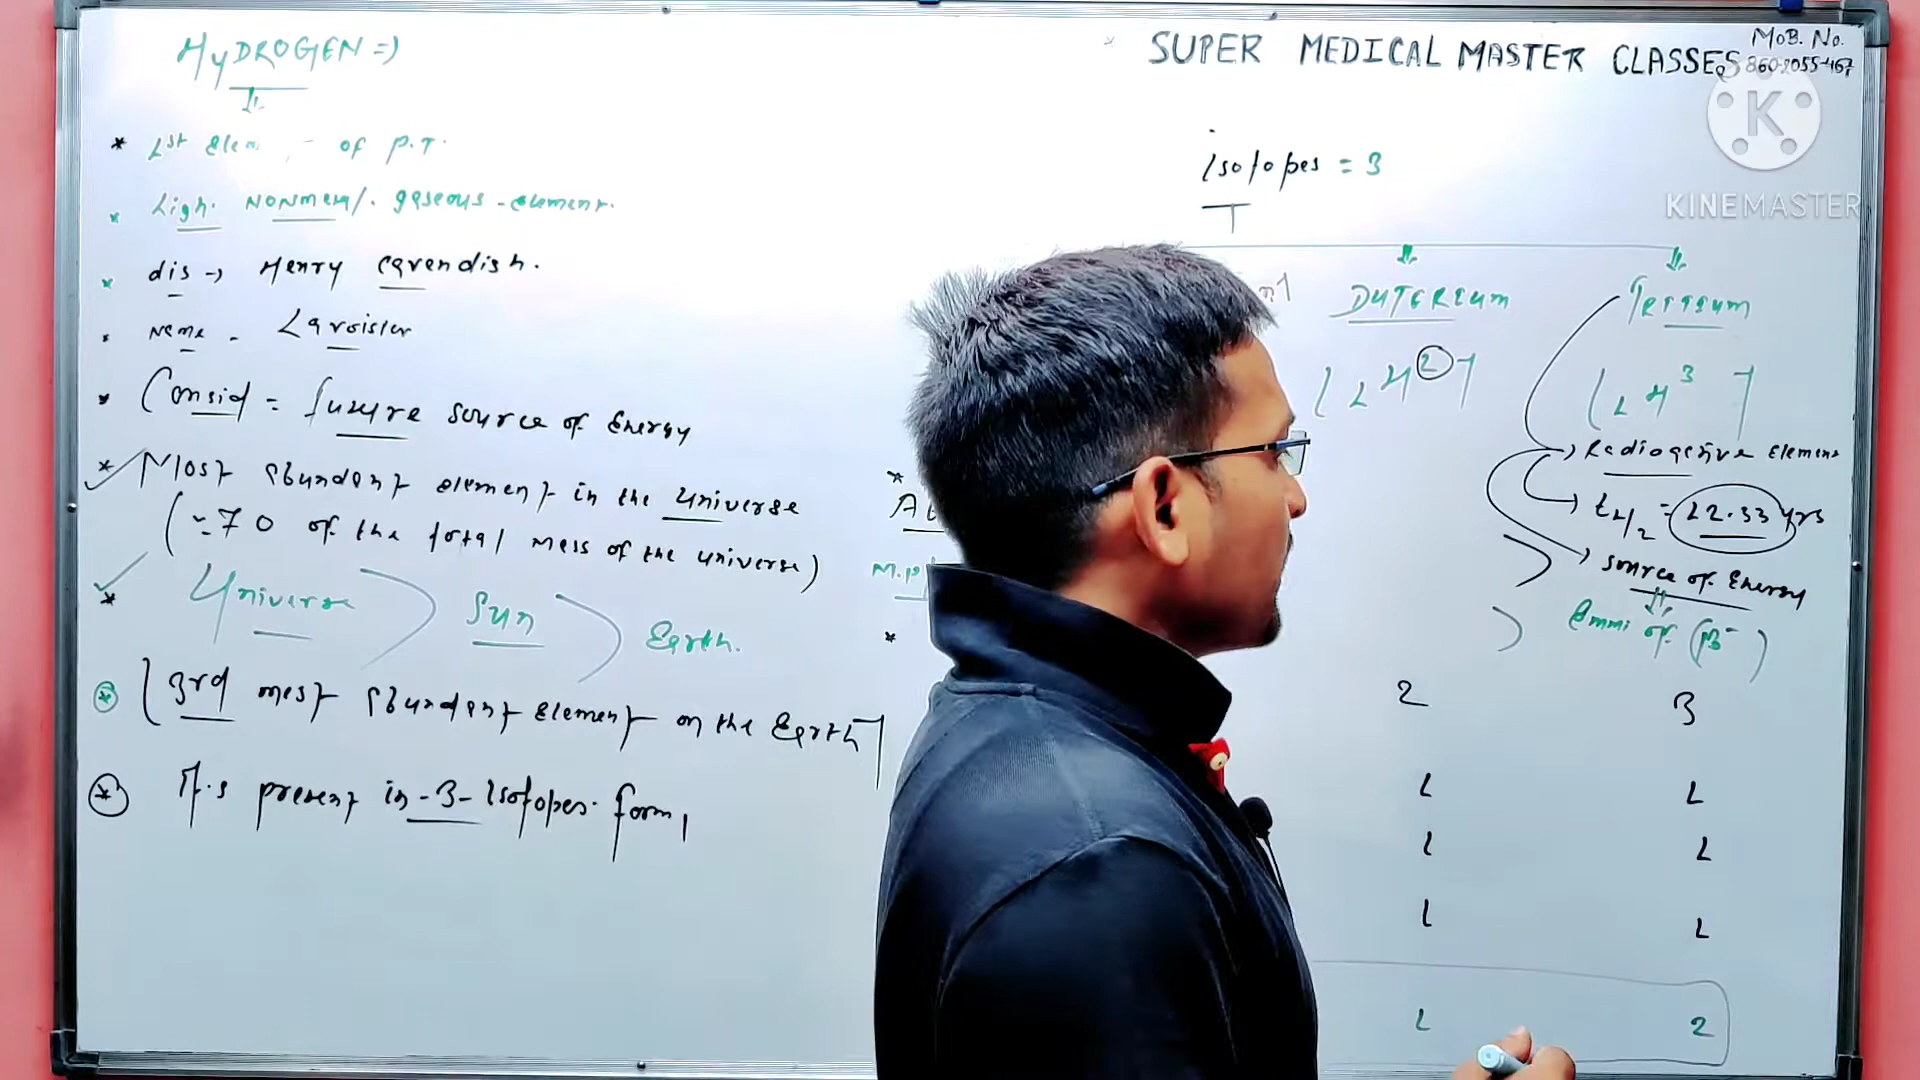 HyDROGEN =>
* 1st Elem of P.T.
* Ligh. NONMetal. gaseous - element.
* dis -> Henry Cavendish.
* Name - Lavoisier
* Consid = future source of Energy
* Most abundant element in the Universe
(≈70 of the total mass of the universe)
* Universe > Sun > Earth.
* [3rd most abundant element on the Earth]
* It's present in - 3 - Isotopes. form,
SUPER MEDICAL MASTER CLASSES
MOB. No.
860-2055-467
K
KINEMASTER
isotopes = 3
DUTERIUM
TRITIUM
[1H2]
[1H3]
-> Radioactive Element
-> t1/2 = 12.33 yrs
-> source of Energy
Emmi of (β-)
*
M.P
*
2 3
1 1
1 1
1 1
1 2